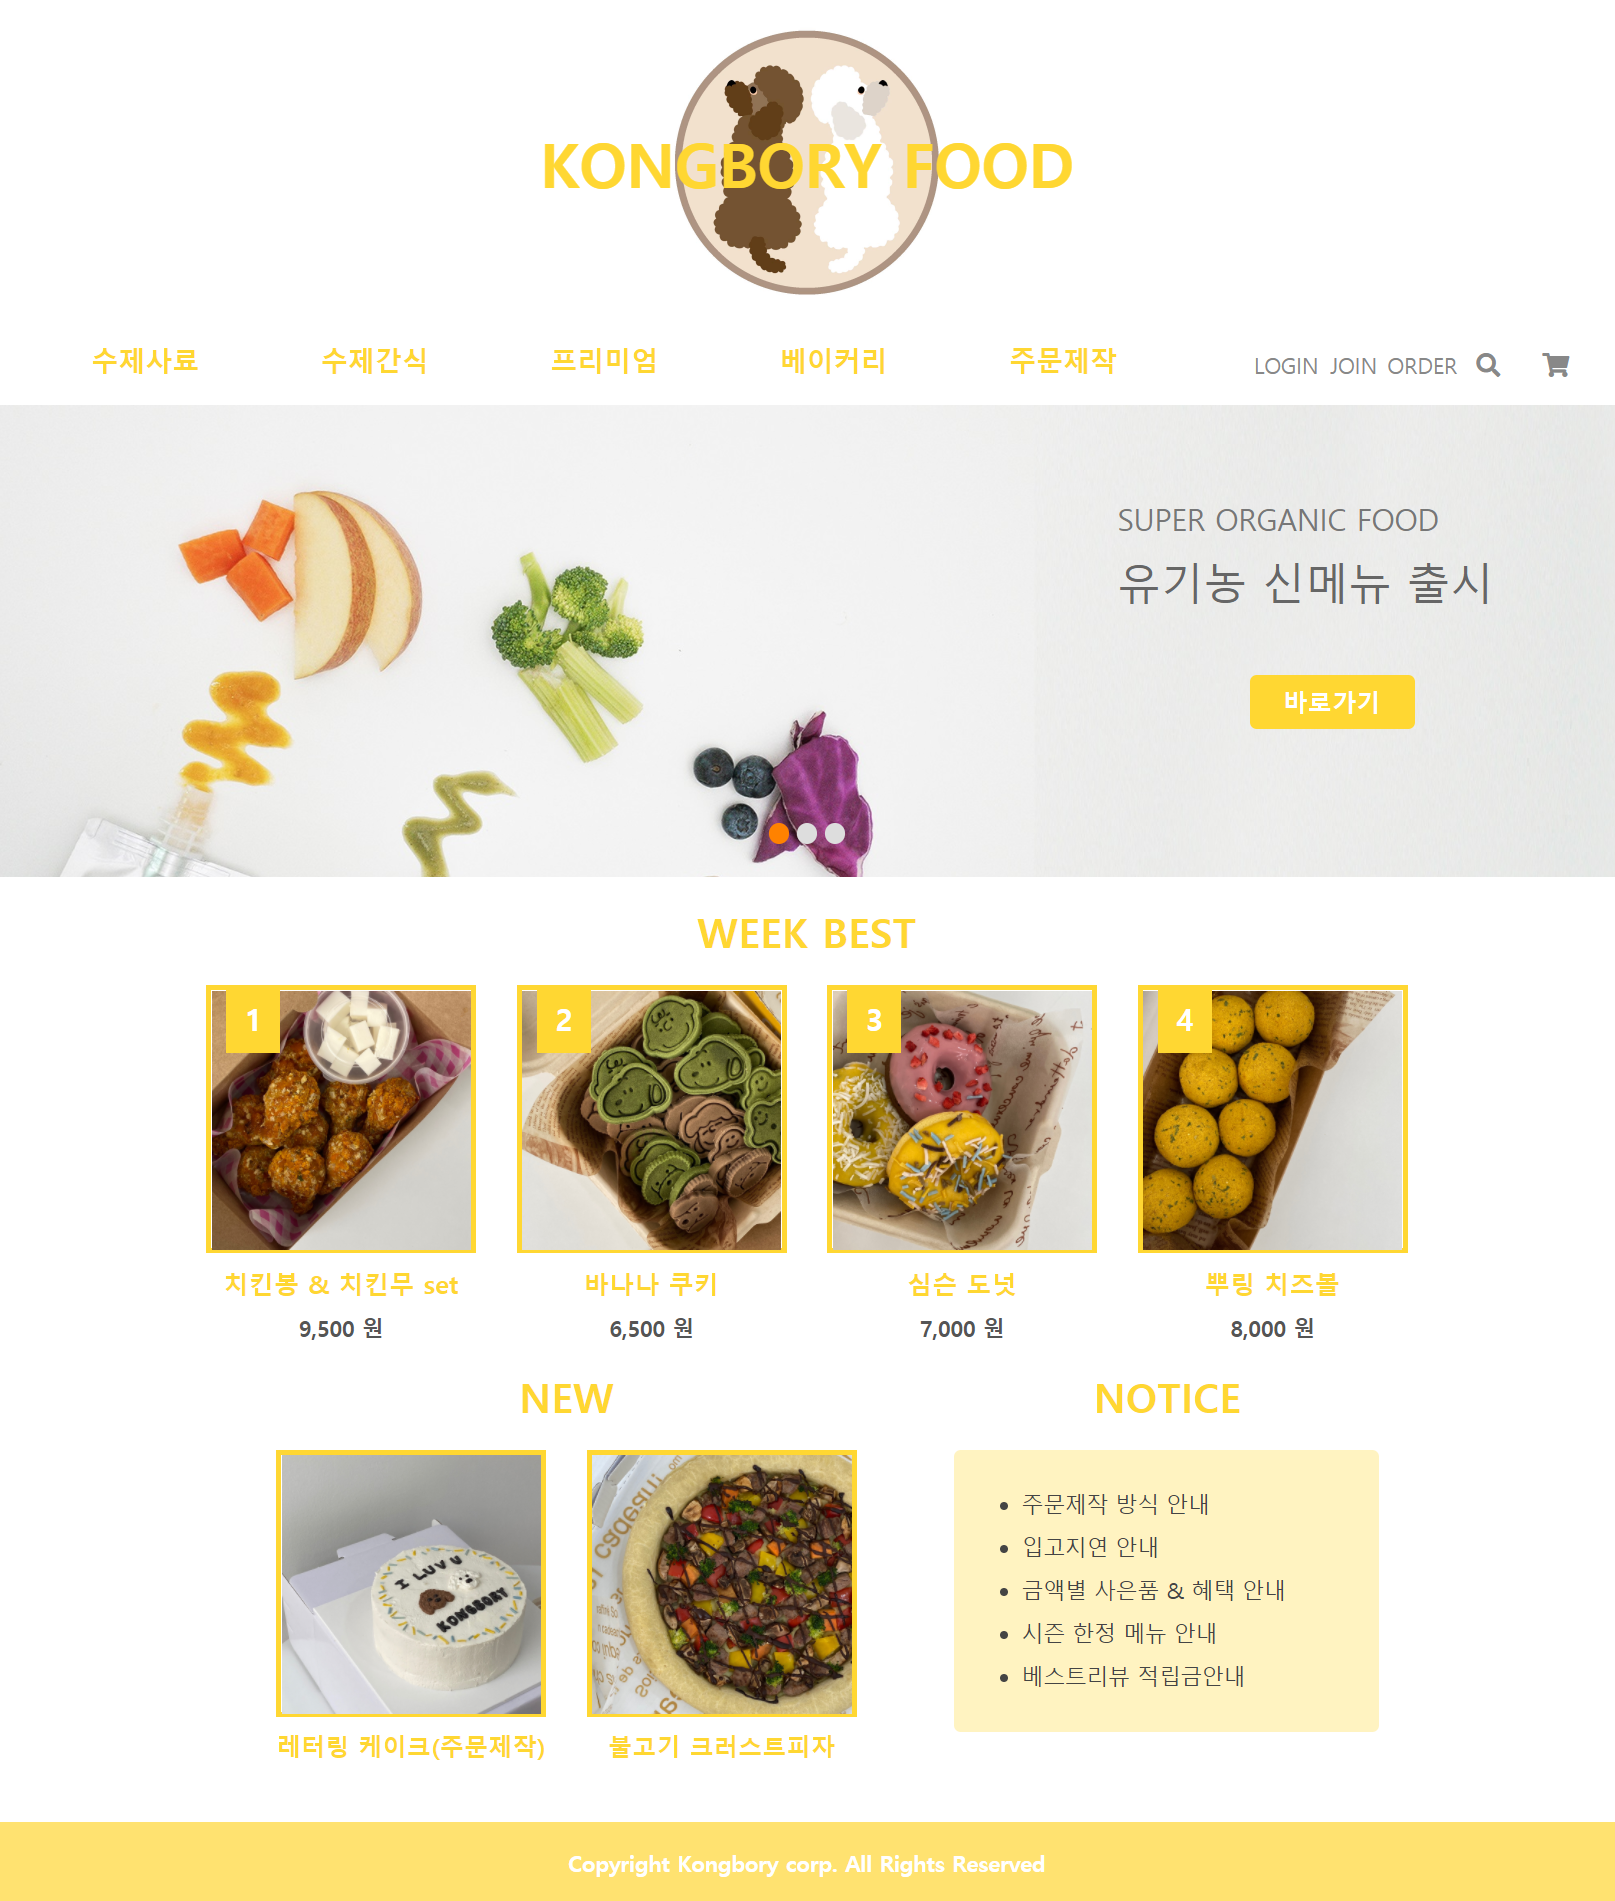 KONGBORY FOOD
수제사료
수제간식
프리미엄
베이커리
주문제작
LOGIN JOIN ORDER
SUPER ORGANIC FOOD
유기농 신메뉴 출시
바로가기
WEEK BEST
1
2
3
4
치킨봉 & 치킨무 set
바나나 쿠키
심슨 도넛
뿌링 치즈볼
9,500 원
6,500 원
7,000 원
8,000 원
NEW
NOTICE
I LUV U
KONGBORY
레터링 케이크(주문제작)
불고기 크러스트피자
주문제작 방식 안내
입고지연 안내
금액별 사은품 & 혜택 안내
시즌 한정 메뉴 안내
베스트리뷰 적립금안내
Copyright Kongbory corp. All Rights Reserved